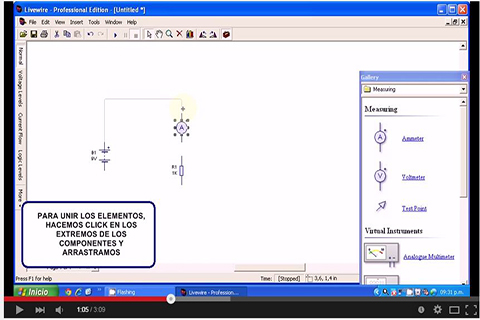 Livewire - Professional Edition - [Untitled *]
File Edit View Insert Tools Window Help
Normal
Voltage Levels
Current Flow
Logic Levels
More
Gallery
Measuring
Measuring
A
Ammeter
V
Voltmeter
Test Point
Virtual Instruments
Analogue Multimeter
B1
9V
A
R1
1K
PARA UNIR LOS ELEMENTOS,
HACEMOS CLICK EN LOS
EXTREMOS DE LOS
COMPONENTES Y
ARRASTRAMOS
Press F1 for help
Time: [Stopped]
3,6, 1,4 in
Inicio
Flashing
Livewire - Profession...
09:31 p.m.
1:05 / 3:09